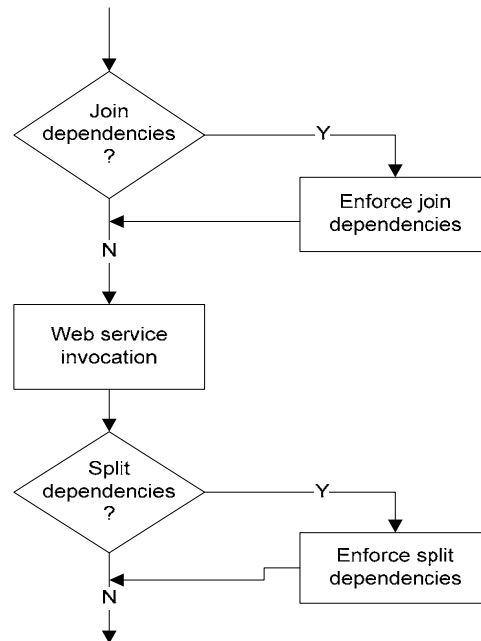 Join
dependencies
?
Y
Enforce join
dependencies
N
Web service
invocation
Split
dependencies
?
Y
Enforce split
dependencies
N